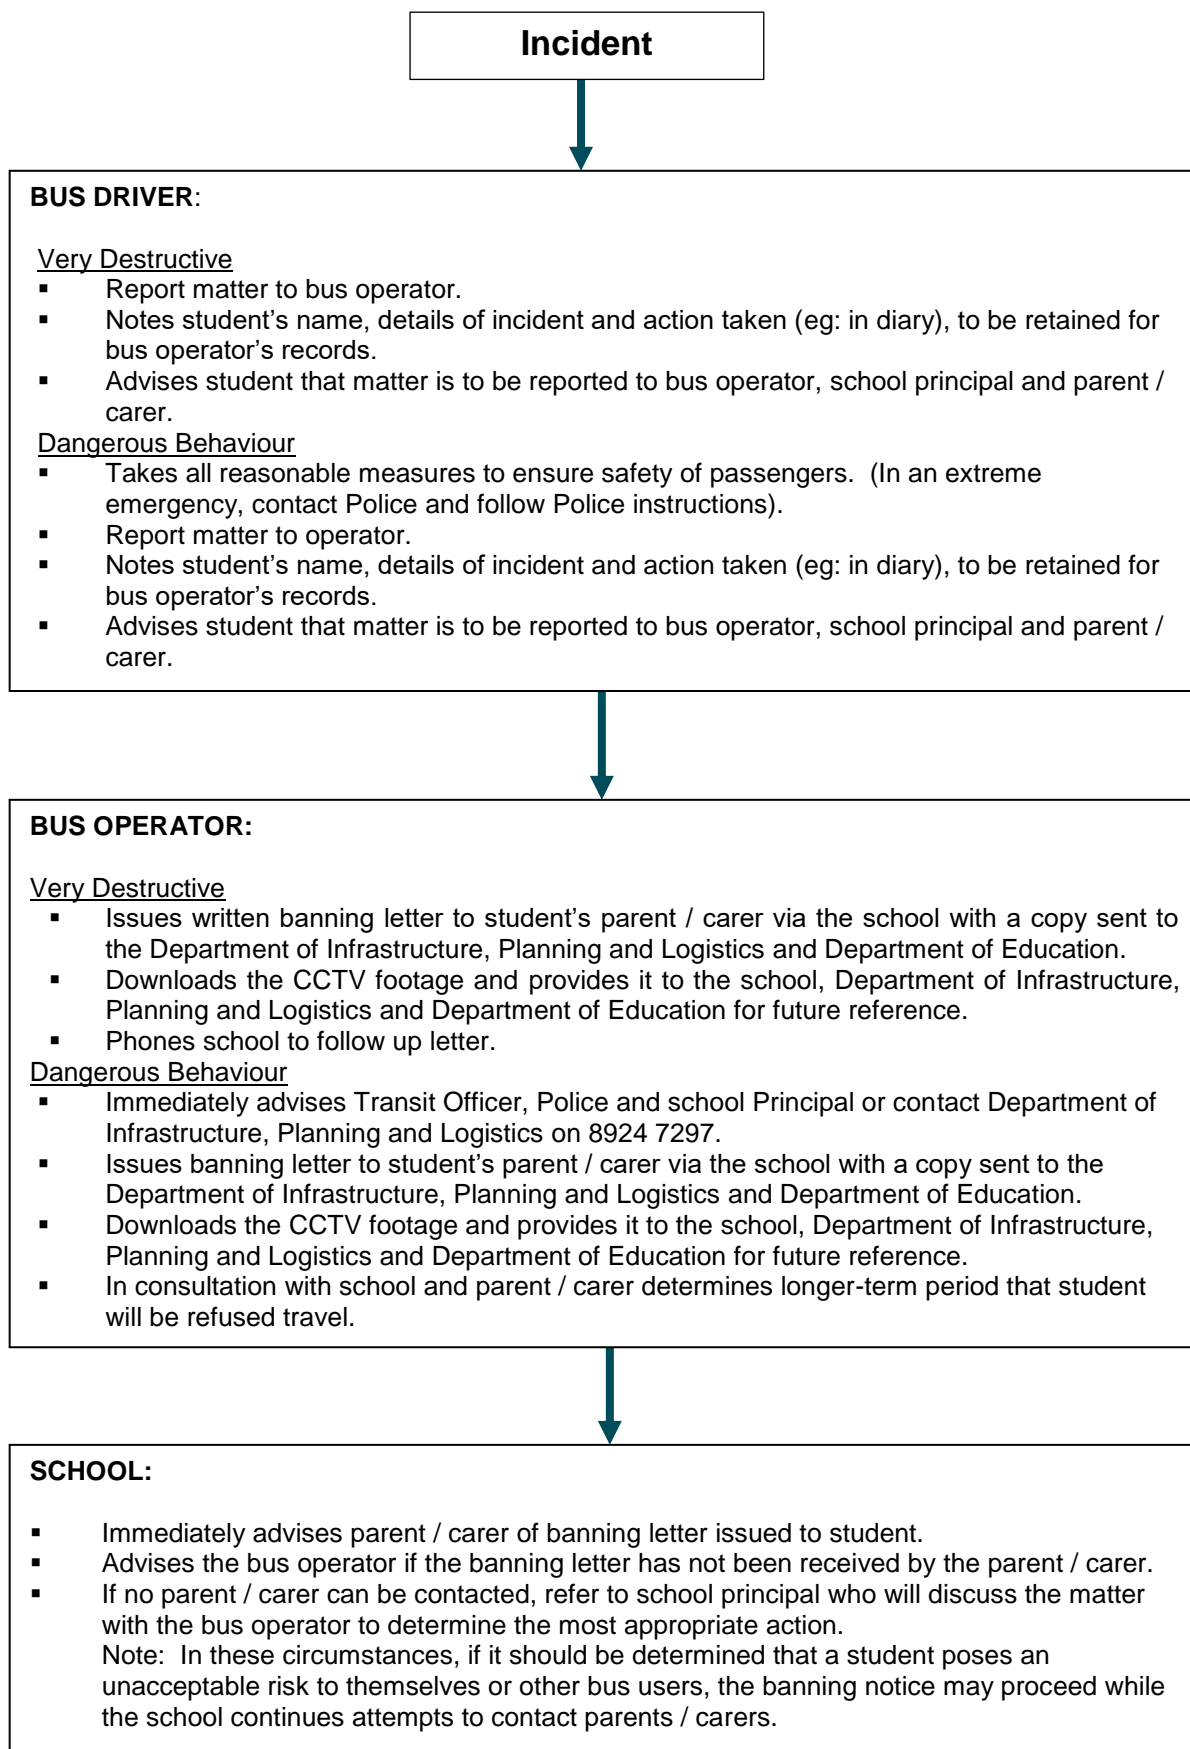 Incident
BUS DRIVER:
Very Destructive
▪ Report matter to bus operator.
▪ Notes student’s name, details of incident and action taken (eg: in diary), to be retained for
bus operator’s records.
▪ Advises student that matter is to be reported to bus operator, school principal and parent /
carer.
Dangerous Behaviour
▪ Takes all reasonable measures to ensure safety of passengers.  (In an extreme
emergency, contact Police and follow Police instructions).
▪ Report matter to operator.
▪ Notes student’s name, details of incident and action taken (eg: in diary), to be retained for
bus operator’s records.
▪ Advises student that matter is to be reported to bus operator, school principal and parent /
carer.
BUS OPERATOR:
Very Destructive
▪ Issues written banning letter to student’s parent / carer via the school with a copy sent to
the Department of Infrastructure, Planning and Logistics and Department of Education.
▪ Downloads the CCTV footage and provides it to the school, Department of Infrastructure,
Planning and Logistics and Department of Education for future reference.
▪ Phones school to follow up letter.
Dangerous Behaviour
▪ Immediately advises Transit Officer, Police and school Principal or contact Department of
Infrastructure, Planning and Logistics on 8924 7297.
▪ Issues banning letter to student’s parent / carer via the school with a copy sent to the
Department of Infrastructure, Planning and Logistics and Department of Education.
▪ Downloads the CCTV footage and provides it to the school, Department of Infrastructure,
Planning and Logistics and Department of Education for future reference.
▪ In consultation with school and parent / carer determines longer-term period that student
will be refused travel.
SCHOOL:
▪ Immediately advises parent / carer of banning letter issued to student.
▪ Advises the bus operator if the banning letter has not been received by the parent / carer.
▪ If no parent / carer can be contacted, refer to school principal who will discuss the matter
with the bus operator to determine the most appropriate action.
Note:  In these circumstances, if it should be determined that a student poses an
unacceptable risk to themselves or other bus users, the banning notice may proceed while
the school continues attempts to contact parents / carers.